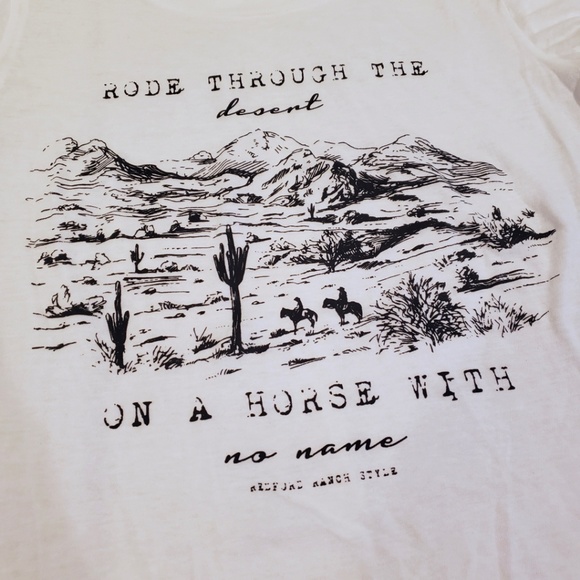 RODE THROUGH THE
desert
ON A HORSE WITH
no name
REDFORD RANCH STYLE